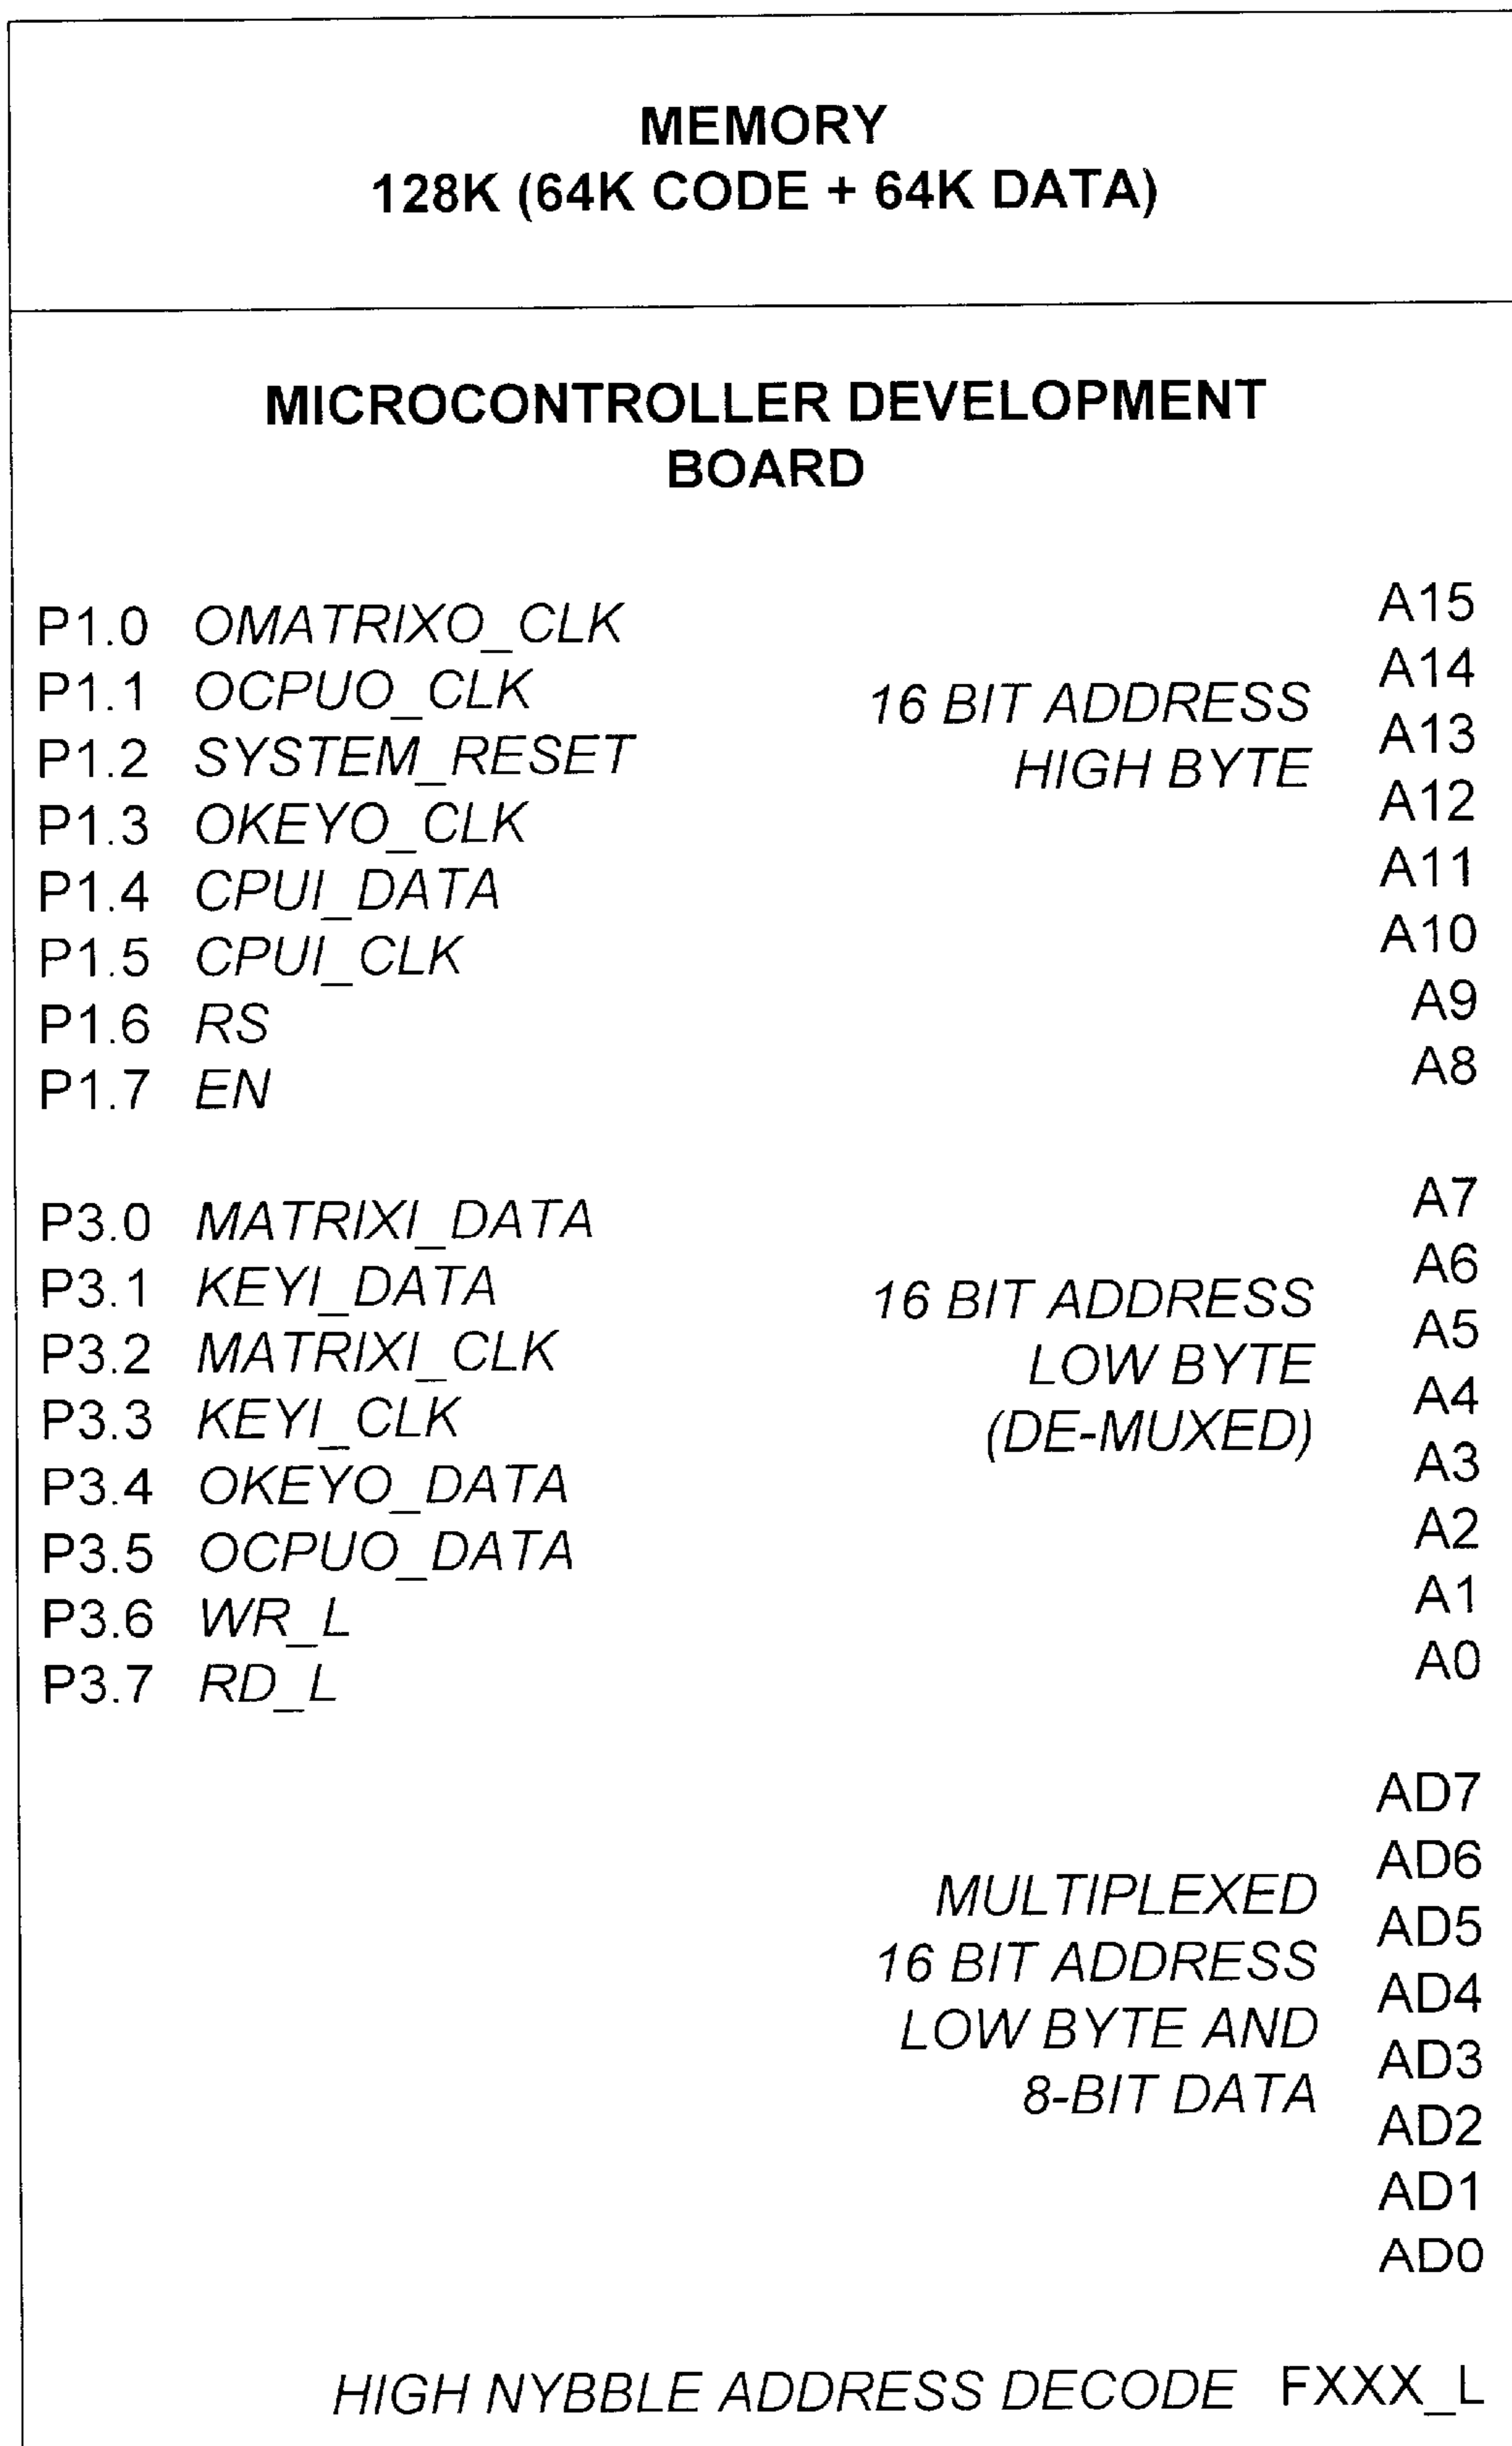 MEMORY
128K (64K CODE + 64K DATA)
MICROCONTROLLER DEVELOPMENT
BOARD
P1.0 OMATRIXO_CLK
P1.1 OCPUO_CLK
P1.2 SYSTEM_RESET
P1.3 OKEYO_CLK
P1.4 CPUI_DATA
P1.5 CPUI_CLK
P1.6 RS
P1.7 EN
16 BIT ADDRESS
HIGH BYTE
A15
A14
A13
A12
A11
A10
A9
A8
P3.0 MATRIXI_DATA
P3.1 KEYI_DATA
P3.2 MATRIXI_CLK
P3.3 KEYI_CLK
P3.4 OKEYO_DATA
P3.5 OCPUO_DATA
P3.6 WR_L
P3.7 RD_L
16 BIT ADDRESS
LOW BYTE
(DE-MUXED)
A7
A6
A5
A4
A3
A2
A1
A0
MULTIPLEXED
16 BIT ADDRESS
LOW BYTE AND
8-BIT DATA
AD7
AD6
AD5
AD4
AD3
AD2
AD1
AD0
HIGH NYBBLE ADDRESS DECODE FXXX_L